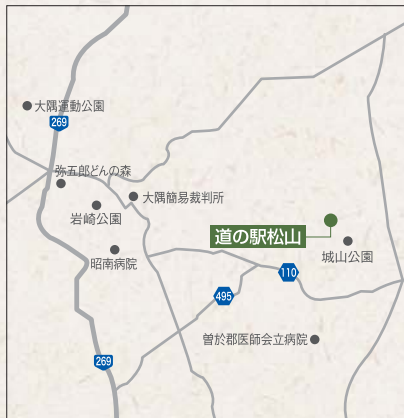 大隅運動公園
269
弥五郎どんの森
大隅簡易裁判所
岩崎公園
道の駅松山
昭南病院
城山公園
110
495
曽於郡医師会立病院
269